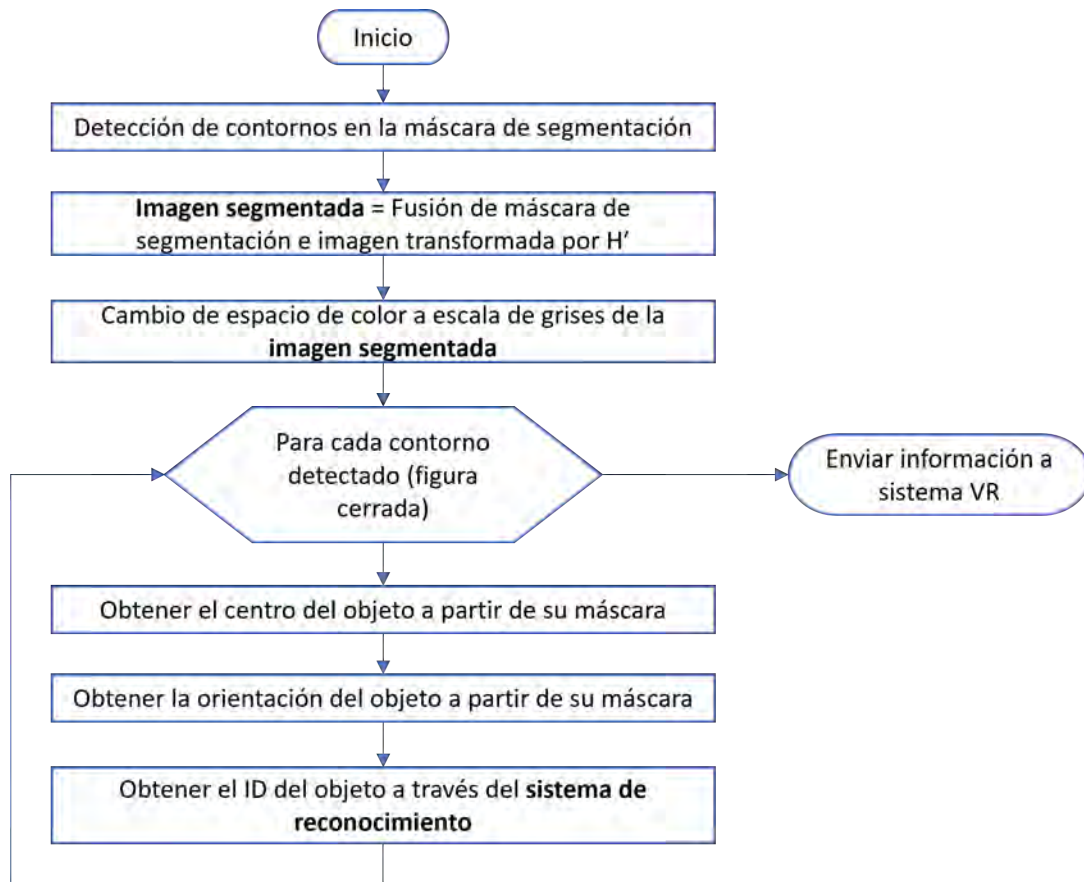 Inicio
Detección de contornos en la máscara de segmentación
Imagen segmentada = Fusión de máscara de
segmentación e imagen transformada por H’
Cambio de espacio de color a escala de grises de la
imagen segmentada
Para cada contorno
detectado (figura
cerrada)
Enviar información a
sistema VR
Obtener el centro del objeto a partir de su máscara
Obtener la orientación del objeto a partir de su máscara
Obtener el ID del objeto a través del sistema de
reconocimiento